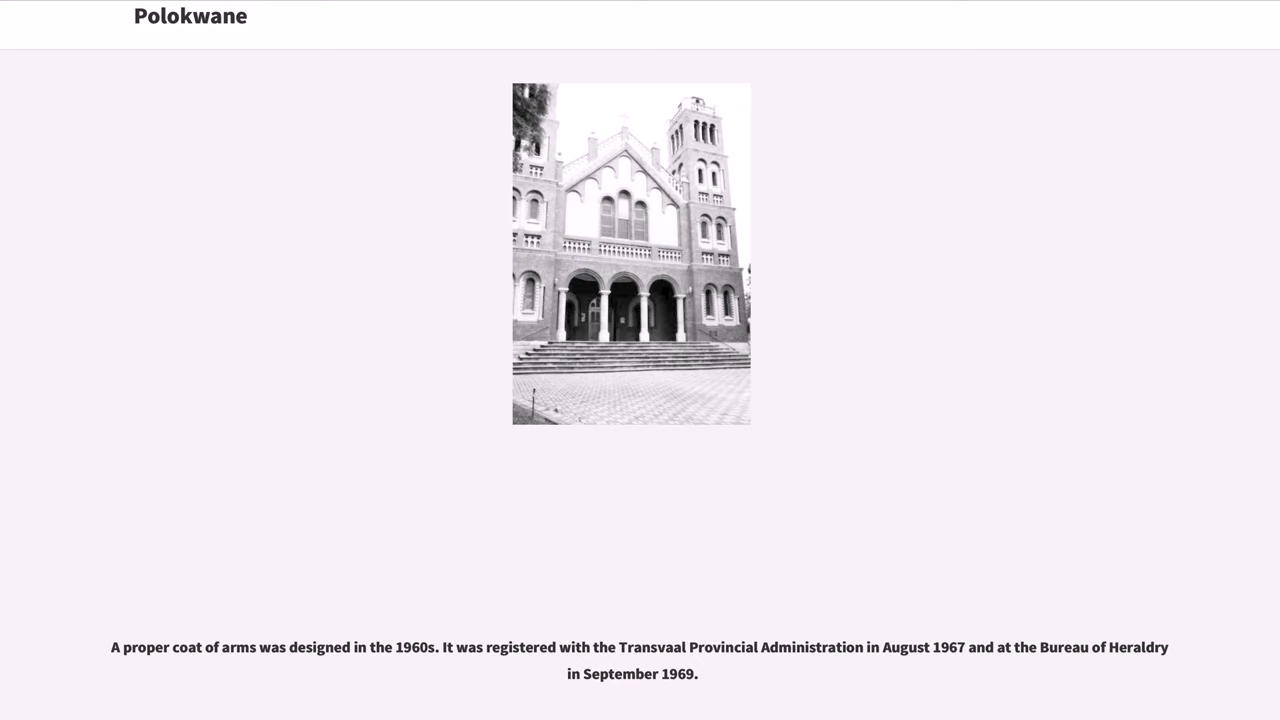 Polokwane
A proper coat of arms was designed in the 1960s. It was registered with the Transvaal Provincial Administration in August 1967 and at the Bureau of Heraldry
in September 1969.